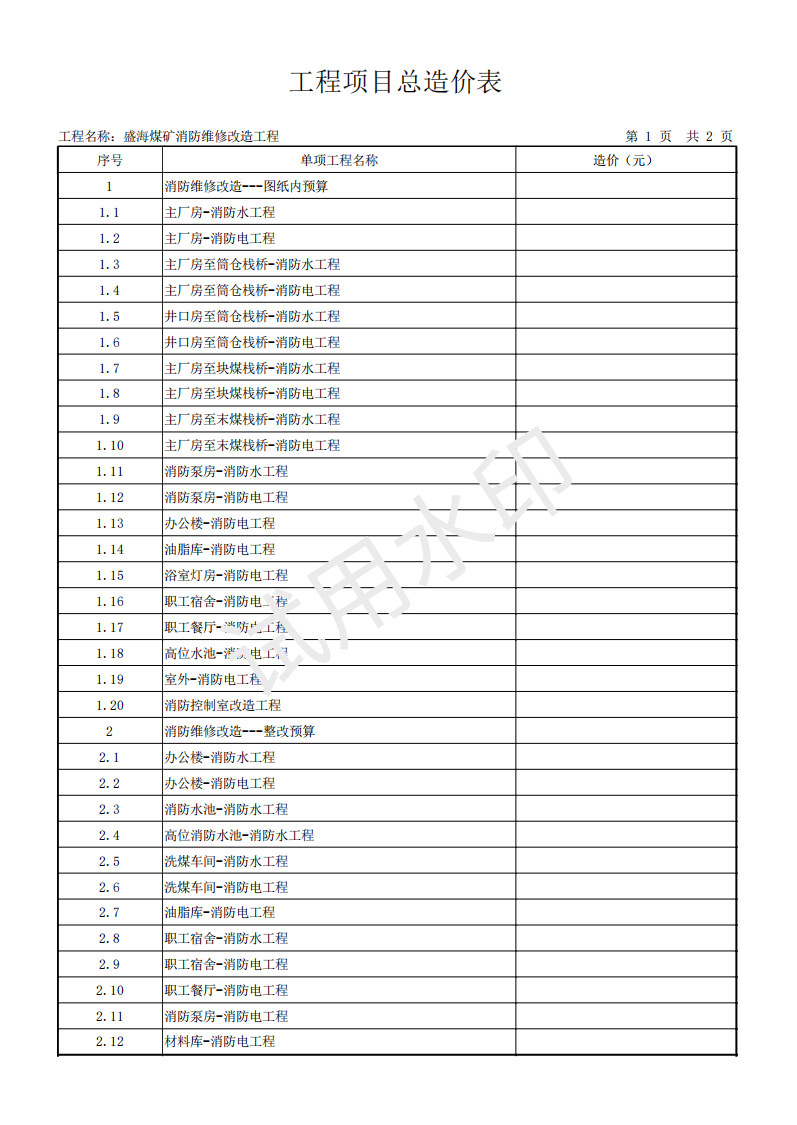 工程项目总造价表
工程名称：盛海煤矿消防维修改造工程 第 1 页 共 2 页
序号 单项工程名称 造价（元）
1 消防维修改造---图纸内预算
1.1 主厂房-消防水工程
1.2 主厂房-消防电工程
1.3 主厂房至筒仓栈桥-消防水工程
1.4 主厂房至筒仓栈桥-消防电工程
1.5 井口房至筒仓栈桥-消防水工程
1.6 井口房至筒仓栈桥-消防电工程
1.7 主厂房至块煤栈桥-消防水工程
1.8 主厂房至块煤栈桥-消防电工程
1.9 主厂房至末煤栈桥-消防水工程
1.10 主厂房至末煤栈桥-消防电工程
1.11 消防泵房-消防水工程
1.12 消防泵房-消防电工程
1.13 办公楼-消防电工程
1.14 油脂库-消防电工程
1.15 浴室灯房-消防电工程
1.16 职工宿舍-消防电工程
1.17 职工餐厅-消防电工程
1.18 高位水池-消防电工程
1.19 室外-消防电工程
1.20 消防控制室改造工程
2 消防维修改造---整改预算
2.1 办公楼-消防水工程
2.2 办公楼-消防电工程
2.3 消防水池-消防水工程
2.4 高位消防水池-消防水工程
2.5 洗煤车间-消防水工程
2.6 洗煤车间-消防电工程
2.7 油脂库-消防电工程
2.8 职工宿舍-消防水工程
2.9 职工宿舍-消防电工程
2.10 职工餐厅-消防电工程
2.11 消防泵房-消防电工程
2.12 材料库-消防电工程
试用水印